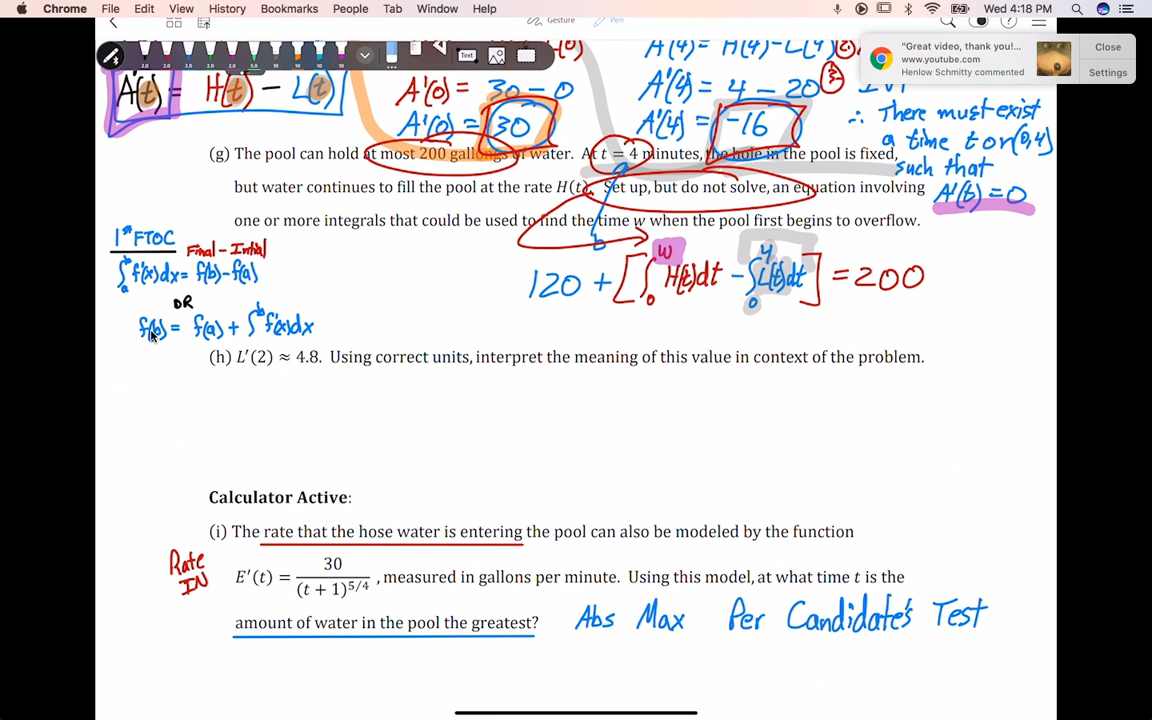 Chrome File Edit View History Bookmarks People Tab Window Help Wed 4:18 PM
Gesture Pen
"Great video, thank you!...
www.youtube.com
Henlow Schmitty commented
Close
Settings
Text
A(4) = H(4) - L(4)
A'(t) = H(t) - L(t)
A'(0) = 30 - 0
A'(0) = 30
A'(4) = 4 - 20
A'(4) = -16
IVT
∴ There must exist
a time t or (0,4)
such that
A'(t) = 0
(g) The pool can hold at most 200 gallons of water. At t = 4 minutes, the hole in the pool is fixed,
but water continues to fill the pool at the rate H(t). Set up, but do not solve, an equation involving
one or more integrals that could be used to find the time w when the pool first begins to overflow.
a
b
1st FTOC
Final - Initial
∫ₐᵇ f'(x)dx = f(b) - f(a)
OR
f(b) = f(a) + ∫ₐᵇ f'(x)dx
120 + [∫₀ʷ H(t)dt - ∫₀⁴ L(t)dt] = 200
(h) L'(2) ≈ 4.8. Using correct units, interpret the meaning of this value in context of the problem.
Calculator Active:
(i) The rate that the hose water is entering the pool can also be modeled by the function
Rate
IN
E'(t) = 30 / (t + 1)^5/4 , measured in gallons per minute. Using this model, at what time t is the
amount of water in the pool the greatest?
Abs Max Per Candidate's Test